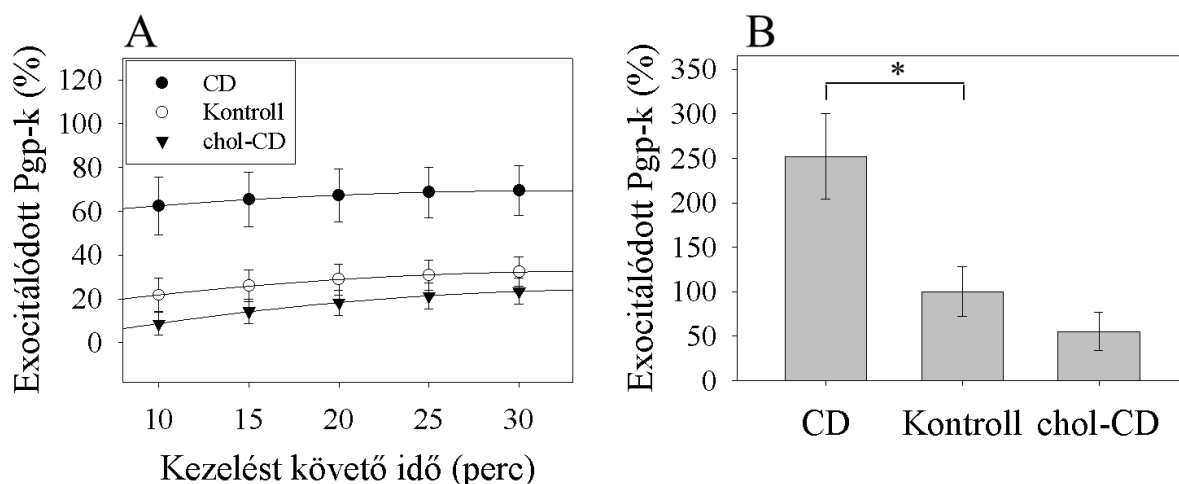 A
Exocitálódott Pgp-k (%)
120
100
80
60
40
20
0
CD
Kontroll
chol-CD
10 15 20 25 30
Kezelést követő idő (perc)
B
Exocitálódott Pgp-k (%)
350
300
250
200
150
100
50
0
*
CD Kontroll chol-CD